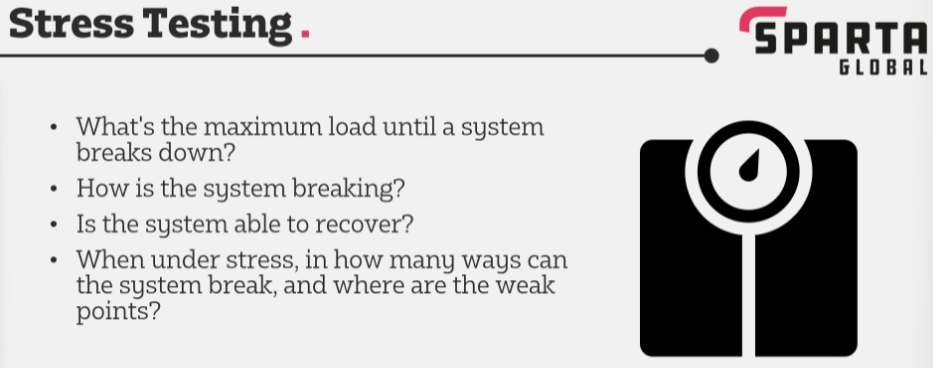 Stress Testing .
SPARTA
GLOBAL
• What's the maximum load until a system
breaks down?
• How is the system breaking?
• Is the system able to recover?
• When under stress, in how many ways can
the system break, and where are the weak
points?